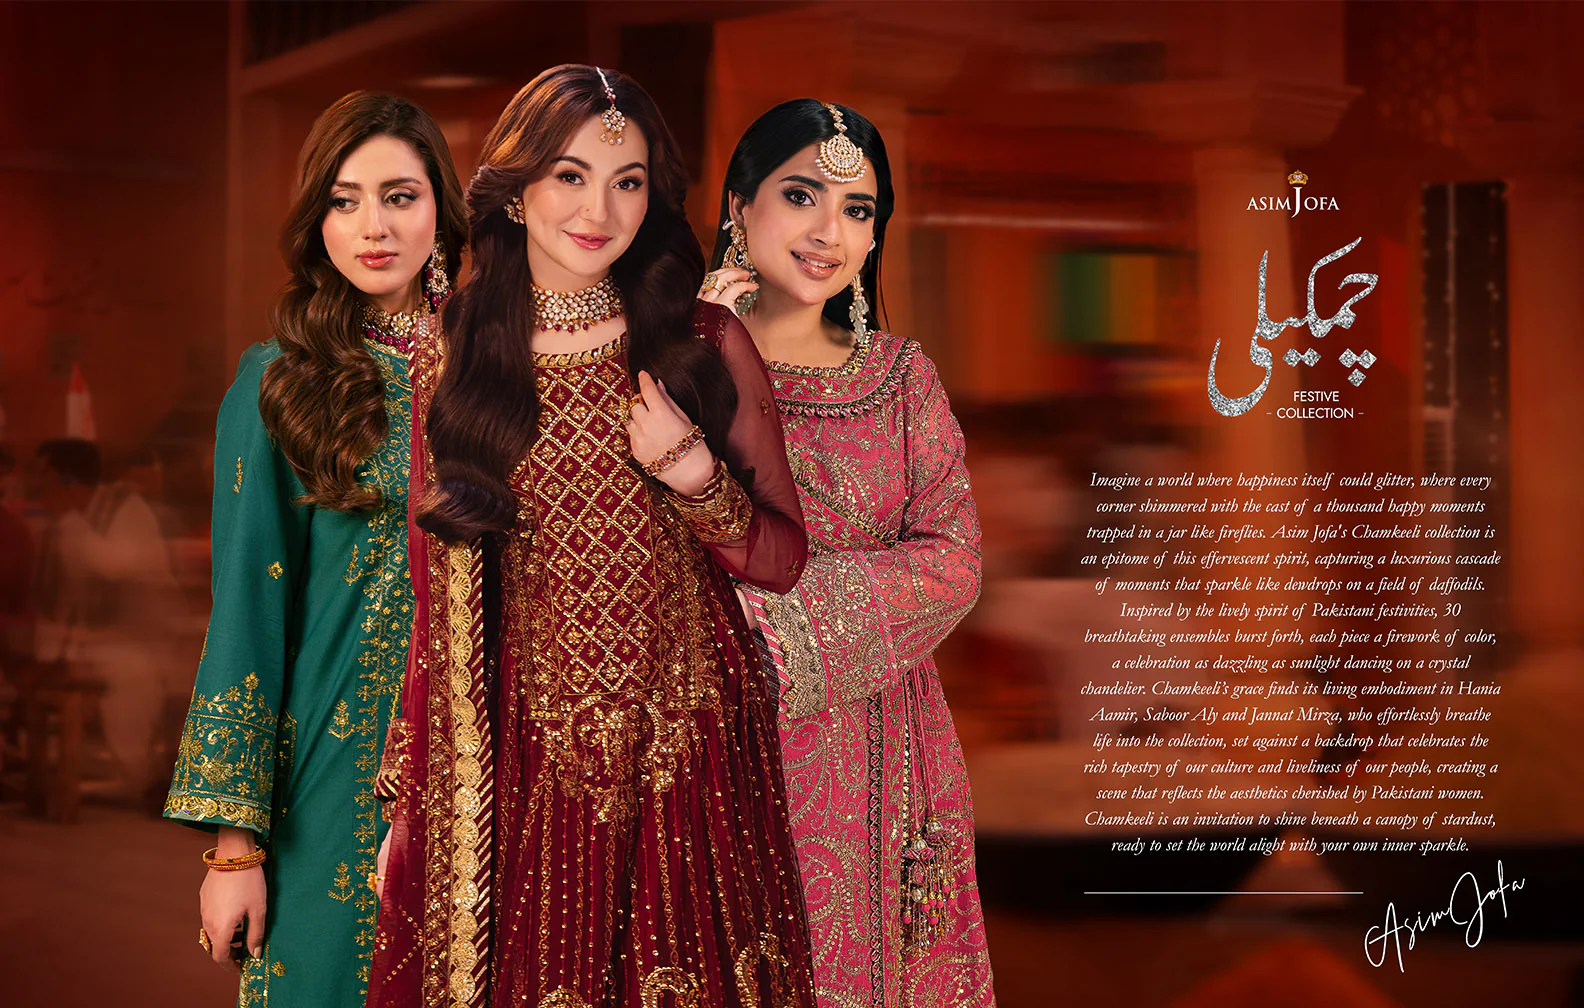 ASIM JOFA
چمکیلی
FESTIVE
- COLLECTION -
Imagine a world where happiness itself could glitter, where every
corner shimmered with the cast of a thousand happy moments
trapped in a jar like fireflies. Asim Jofa's Chamkeeli collection is
an epitome of this effervescent spirit, capturing a luxurious cascade
of moments that sparkle like dewdrops on a field of daffodils.
Inspired by the lively spirit of Pakistani festivities, 30
breathtaking ensembles burst forth, each piece a firework of color,
a celebration as dazzling as sunlight dancing on a crystal
chandelier. Chamkeeli’s grace finds its living embodiment in Hania
Aamir, Saboor Aly and Jannat Mirza, who effortlessly breathe
life into the collection, set against a backdrop that celebrates the
rich tapestry of our culture and liveliness of our people, creating a
scene that reflects the aesthetics cherished by Pakistani women.
Chamkeeli is an invitation to shine beneath a canopy of stardust,
ready to set the world alight with your own inner sparkle.
Asim Jofa